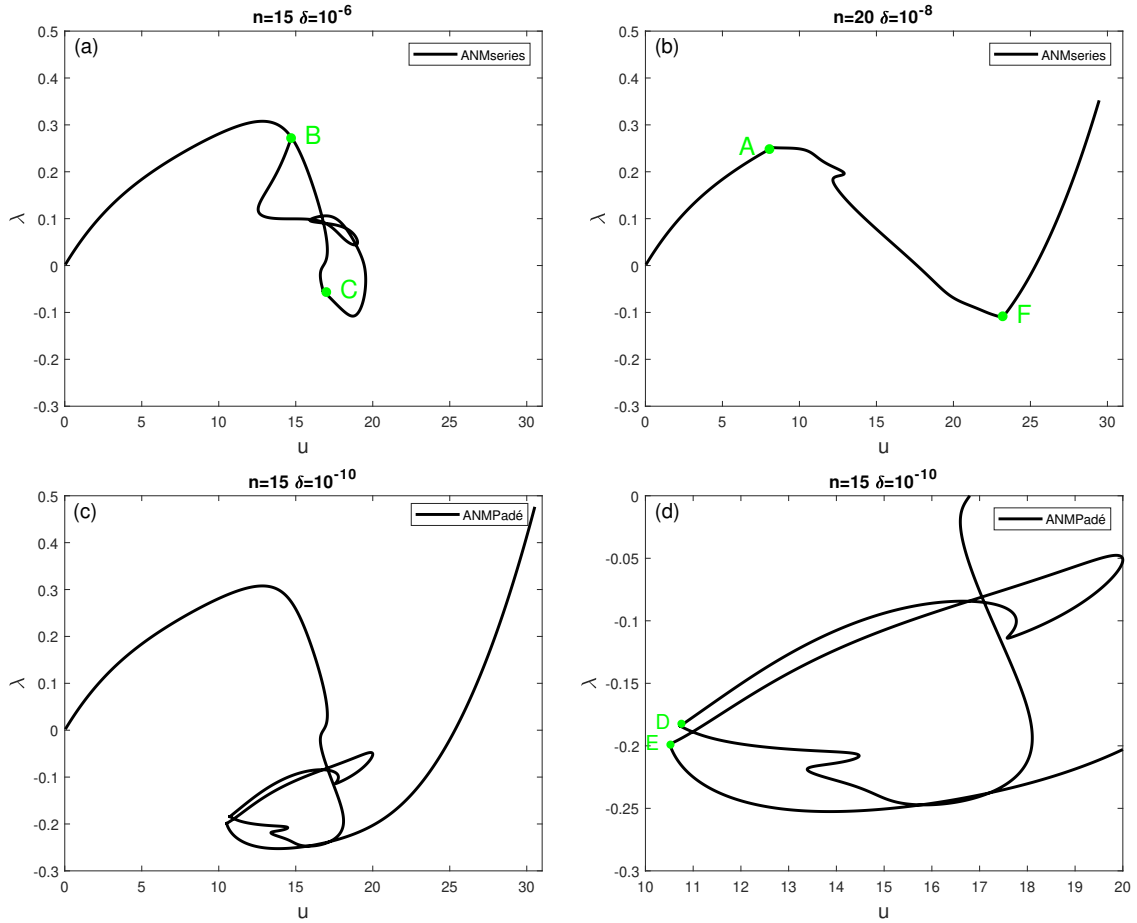 n=15 δ=10⁻⁶
(a)
ANMseries
B
C
0.5
0.4
0.3
0.2
0.1
0
-0.1
-0.2
-0.3
λ
0 5 10 15 20 25 30
u
n=20 δ=10⁻⁸
(b)
ANMseries
A
F
0.5
0.4
0.3
0.2
0.1
0
-0.1
-0.2
-0.3
λ
0 5 10 15 20 25 30
u
n=15 δ=10⁻¹⁰
(c)
ANMPadé
0.5
0.4
0.3
0.2
0.1
0
-0.1
-0.2
-0.3
λ
0 5 10 15 20 25 30
u
n=15 δ=10⁻¹⁰
(d)
ANMPadé
D
E
0
-0.05
-0.1
-0.15
-0.2
-0.25
-0.3
λ
10 11 12 13 14 15 16 17 18 19 20
u